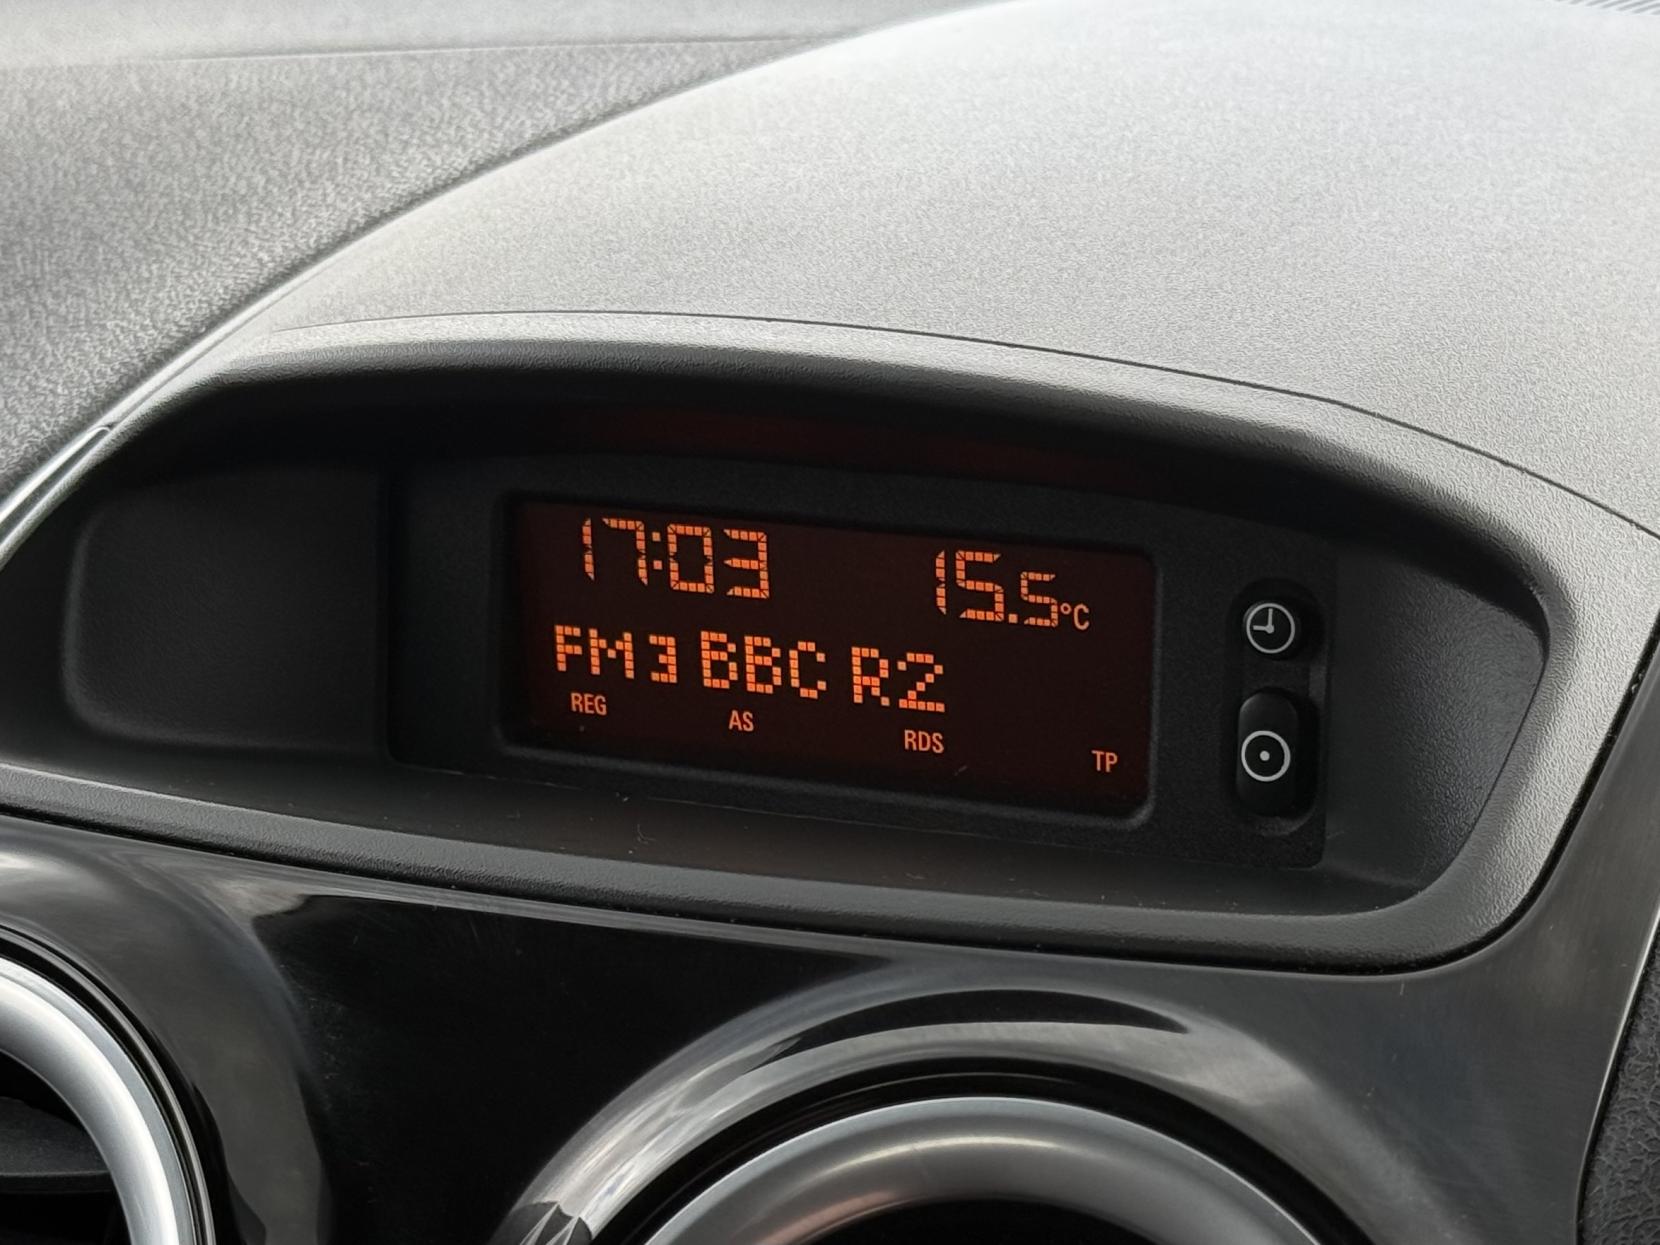 17:03 15.5°C
FM3 BBC R2
REG AS RDS TP